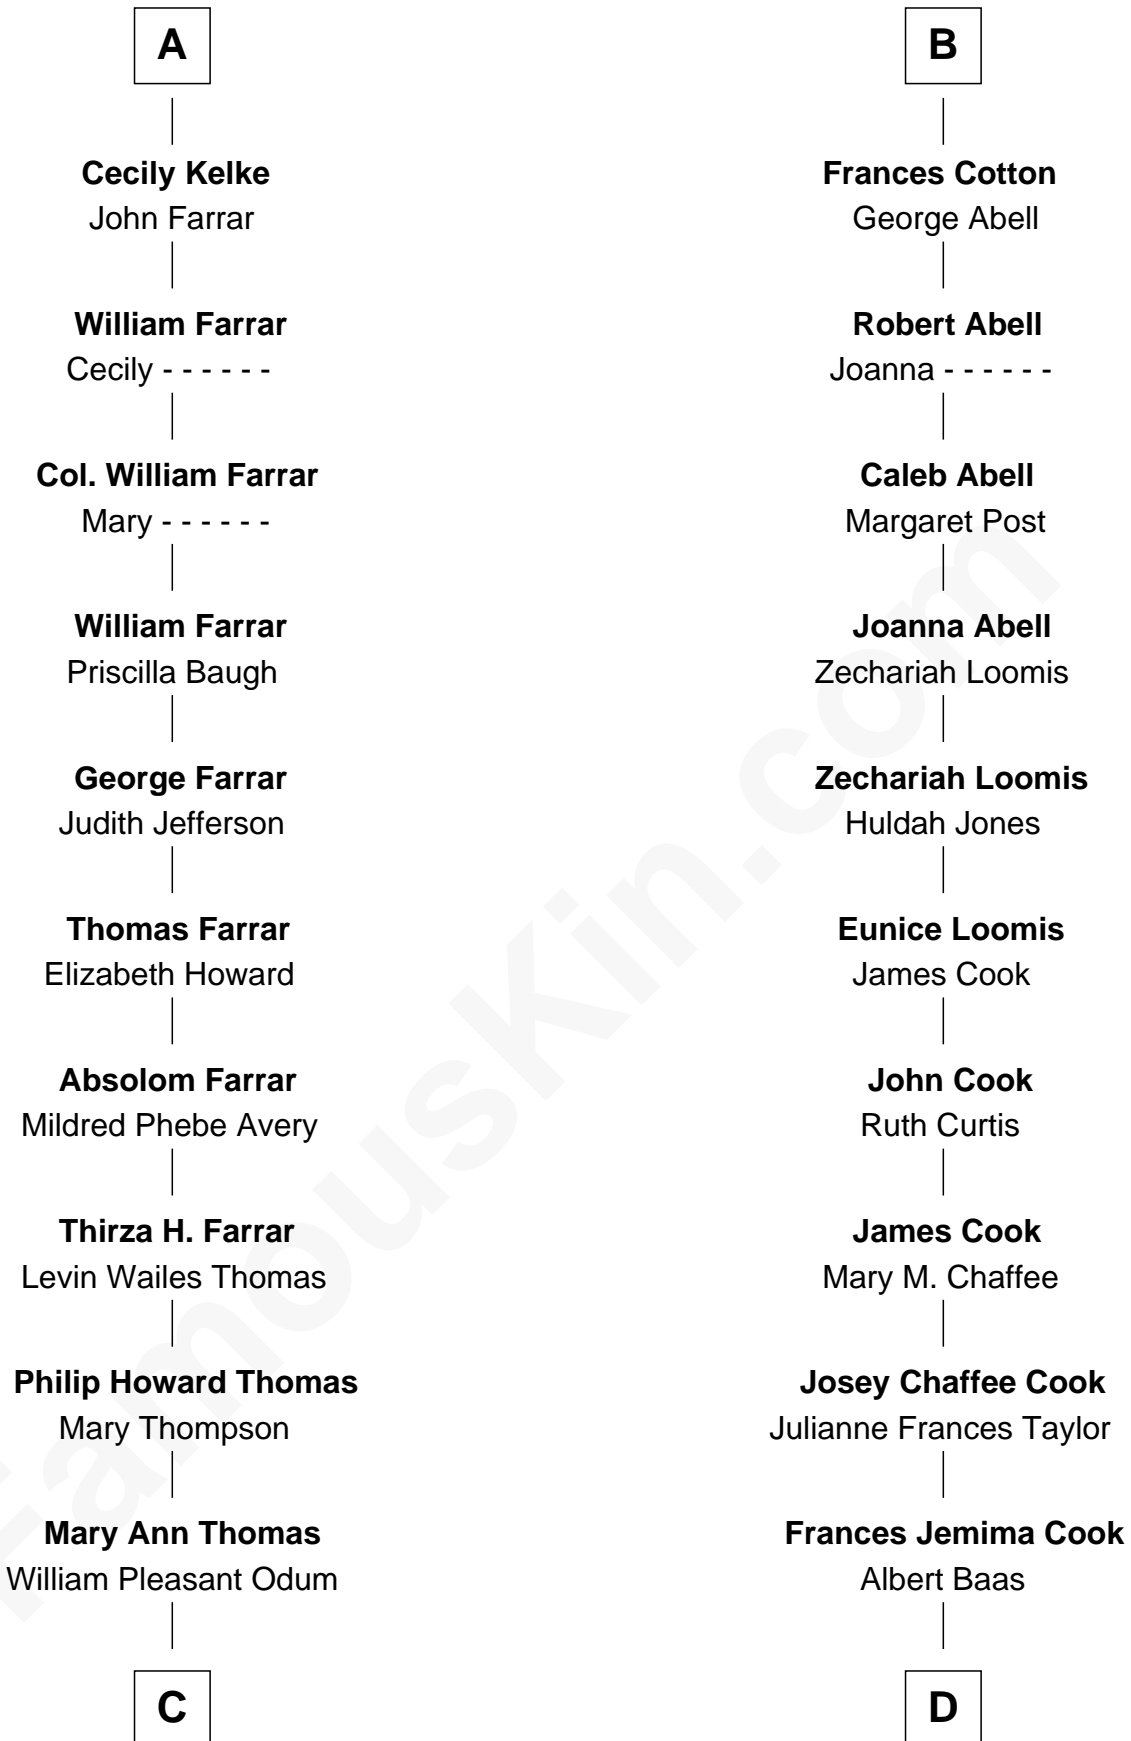 A
Cecily Kelke
John Farrar
William Farrar
Cecily - - - - - -
Col. William Farrar
Mary - - - - - -
William Farrar
Priscilla Baugh
George Farrar
Judith Jefferson
Thomas Farrar
Elizabeth Howard
Absolom Farrar
Mildred Phebe Avery
Thirza H. Farrar
Levin Wailes Thomas
Philip Howard Thomas
Mary Thompson
Mary Ann Thomas
William Pleasant Odum
C
B
Frances Cotton
George Abell
Robert Abell
Joanna - - - - - -
Caleb Abell
Margaret Post
Joanna Abell
Zechariah Loomis
Zechariah Loomis
Huldah Jones
Eunice Loomis
James Cook
John Cook
Ruth Curtis
James Cook
Mary M. Chaffee
Josey Chaffee Cook
Julianne Frances Taylor
Frances Jemima Cook
Albert Baas
D
FamousKin.com